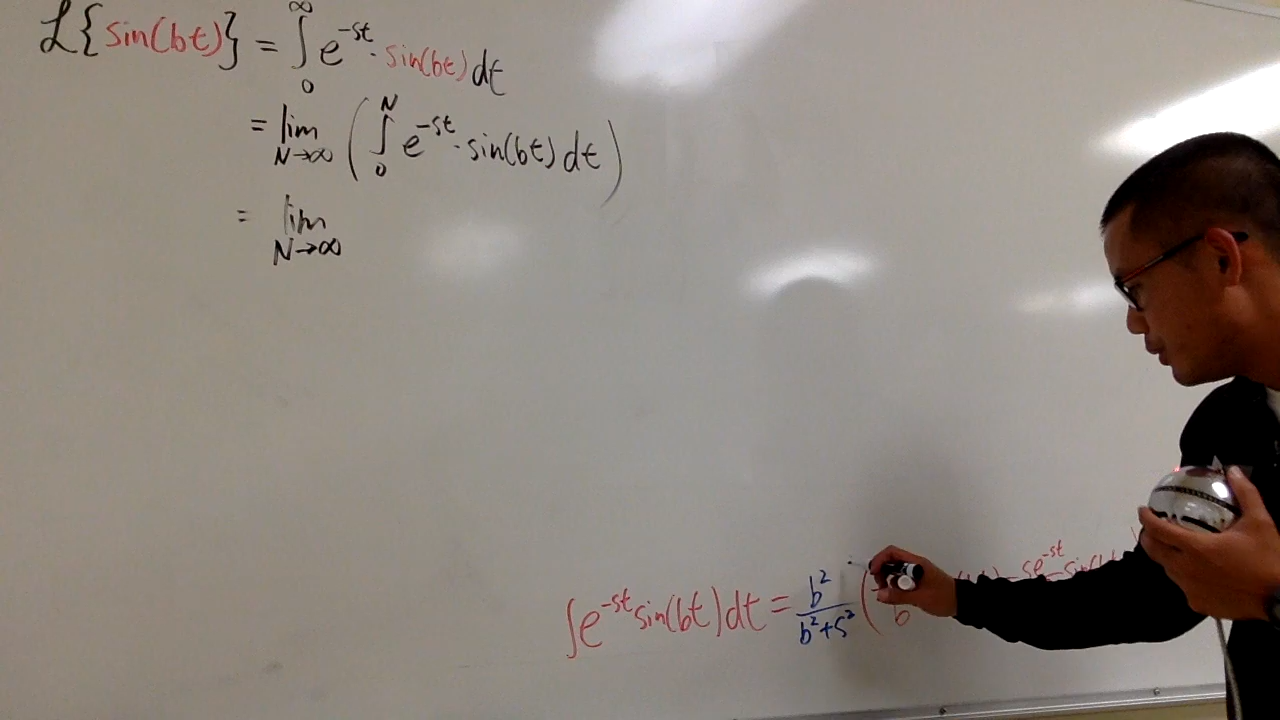 ℒ{sin(bt)} = ∫₀^∞ e^{-st} · sin(bt) dt
= lim_{N→∞} ( ∫₀^N e^{-st} · sin(bt) dt )
= lim_{N→∞}
∫ e^{-st} sin(bt) dt = b²/(b²+s²) (